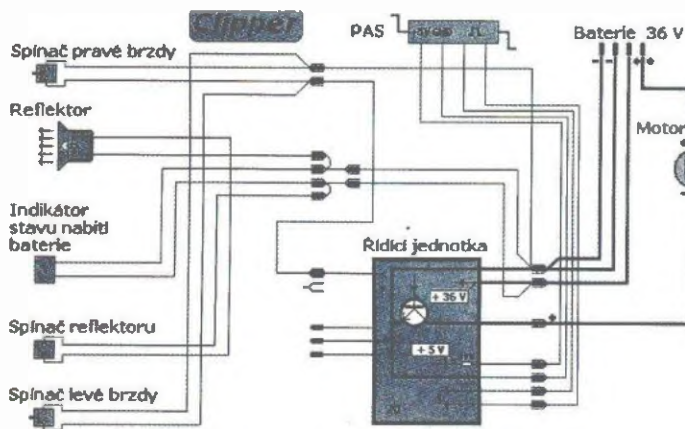 Clipper
PAS
Baterie 36 V
Spínač pravé brzdy
Reflektor
Motor
Indikátor
stavu nabití
baterie
Řídící jednotka
+ 36 V
+ 5 V
Spínač reflektoru
Spínač levé brzdy